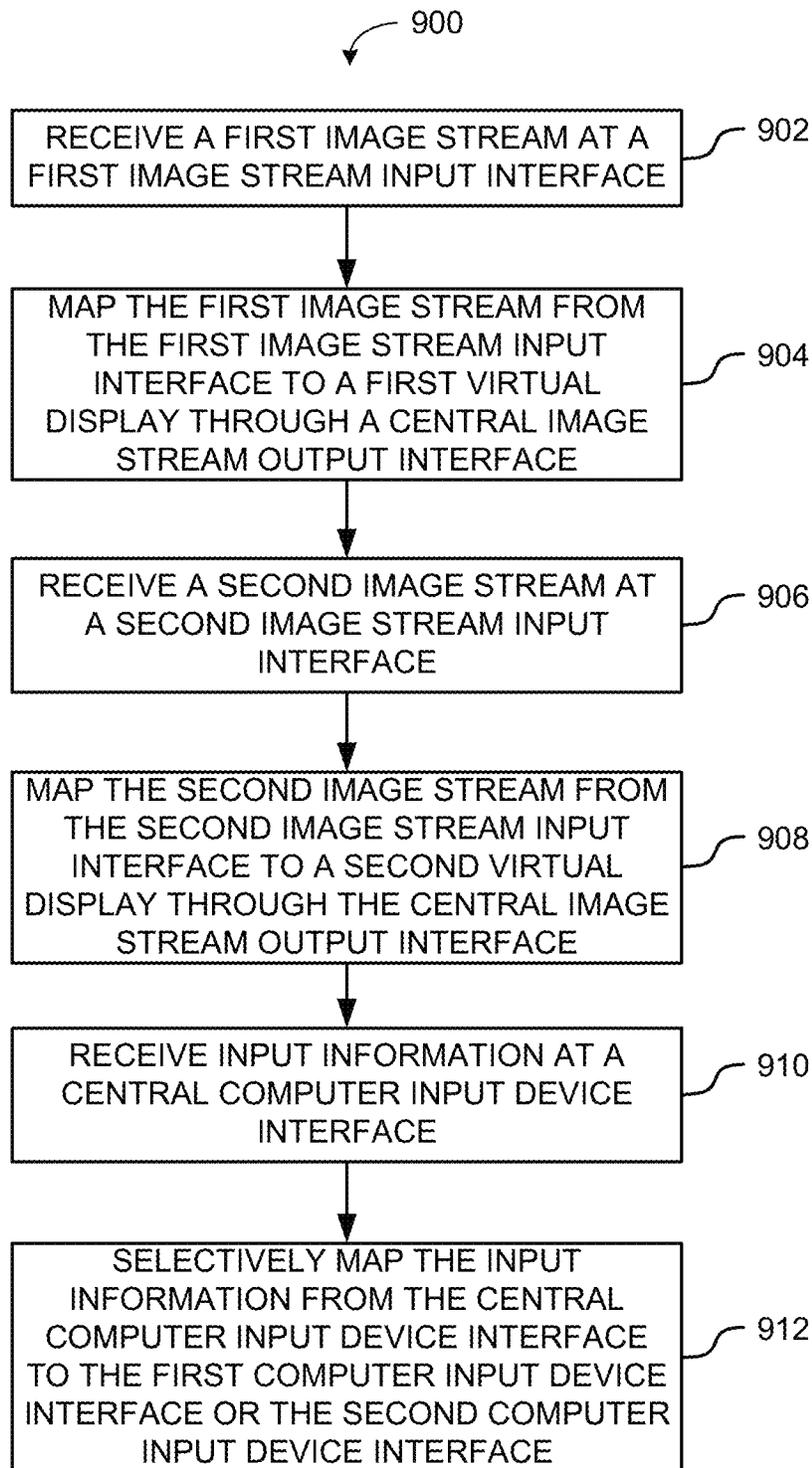 900
RECEIVE A FIRST IMAGE STREAM AT A
FIRST IMAGE STREAM INPUT INTERFACE
902
MAP THE FIRST IMAGE STREAM FROM
THE FIRST IMAGE STREAM INPUT
INTERFACE TO A FIRST VIRTUAL
DISPLAY THROUGH A CENTRAL IMAGE
STREAM OUTPUT INTERFACE
904
RECEIVE A SECOND IMAGE STREAM AT
A SECOND IMAGE STREAM INPUT
INTERFACE
906
MAP THE SECOND IMAGE STREAM FROM
THE SECOND IMAGE STREAM INPUT
INTERFACE TO A SECOND VIRTUAL
DISPLAY THROUGH THE CENTRAL IMAGE
STREAM OUTPUT INTERFACE
908
RECEIVE INPUT INFORMATION AT A
CENTRAL COMPUTER INPUT DEVICE
INTERFACE
910
SELECTIVELY MAP THE INPUT
INFORMATION FROM THE CENTRAL
COMPUTER INPUT DEVICE INTERFACE
TO THE FIRST COMPUTER INPUT DEVICE
INTERFACE OR THE SECOND COMPUTER
INPUT DEVICE INTERFACE
912